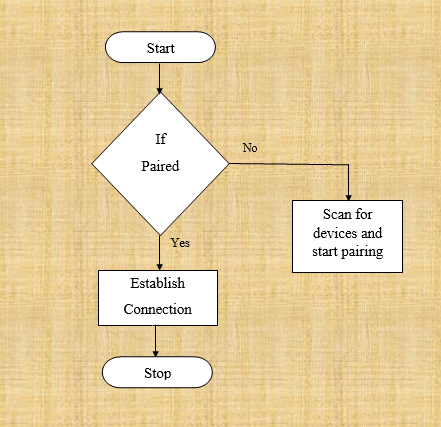 Start
If
Paired
No
Scan for
devices and
start pairing
Yes
Establish
Connection
Stop